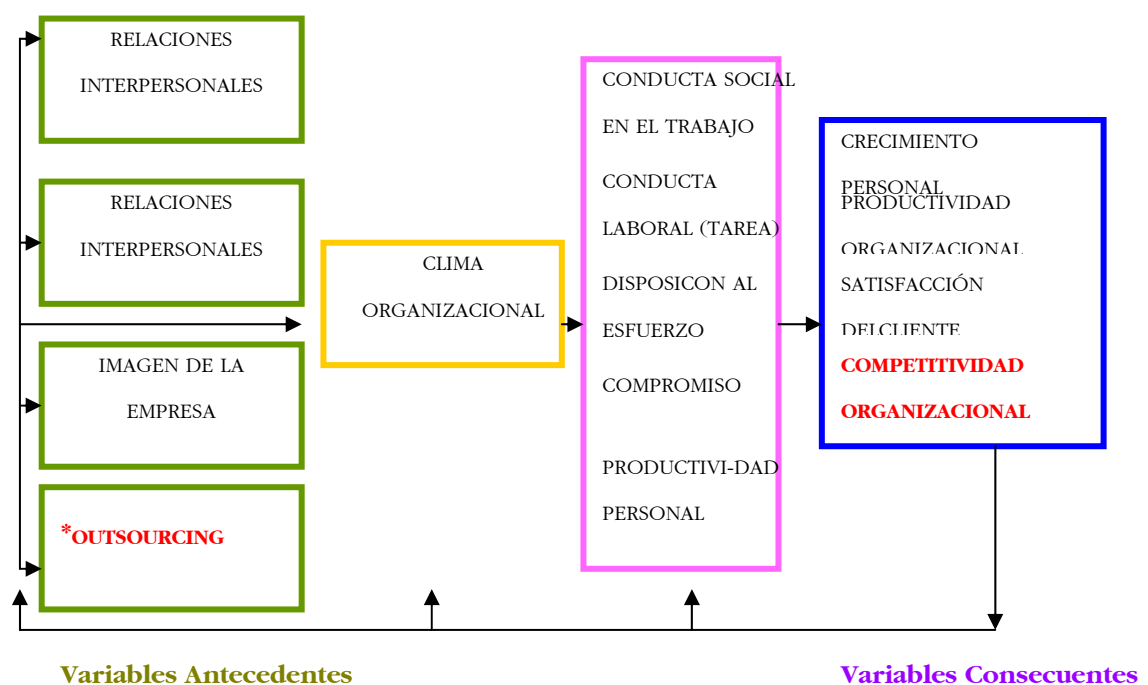 RELACIONES
INTERPERSONALES
RELACIONES
INTERPERSONALES
IMAGEN DE LA
EMPRESA
*OUTSOURCING
CLIMA
ORGANIZACIONAL
CONDUCTA SOCIAL
EN EL TRABAJO
CONDUCTA
LABORAL (TAREA)
DISPOSICON AL
ESFUERZO
COMPROMISO
PRODUCTIVI-DAD
PERSONAL
CRECIMIENTO
PERSONAL
PRODUCTIVIDAD
ORGANIZACIONAL
SATISFACCIÓN
DELCLIENTE
COMPETITIVIDAD
ORGANIZACIONAL
Variables Antecedentes
Variables Consecuentes